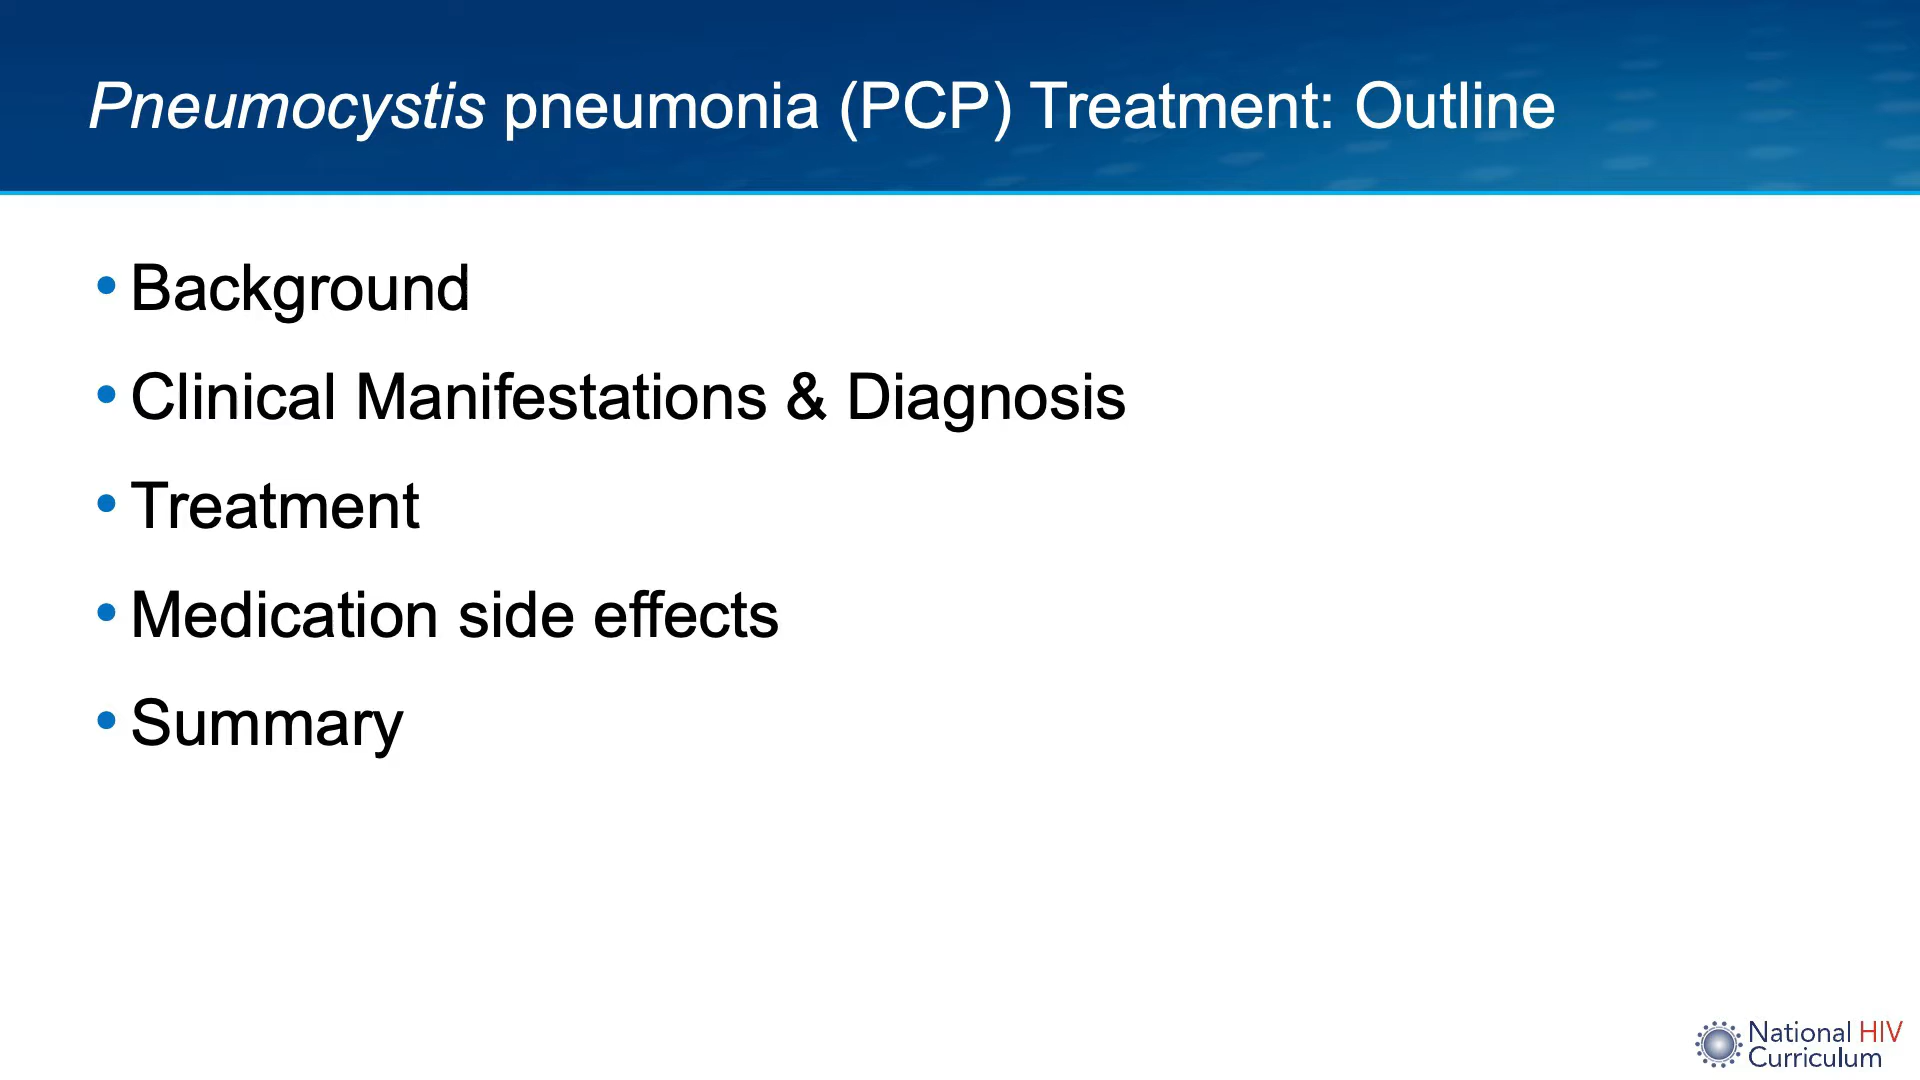 Pneumocystis pneumonia (PCP) Treatment: Outline
• Background
• Clinical Manifestations & Diagnosis
• Treatment
• Medication side effects
• Summary
National HIV
Curriculum